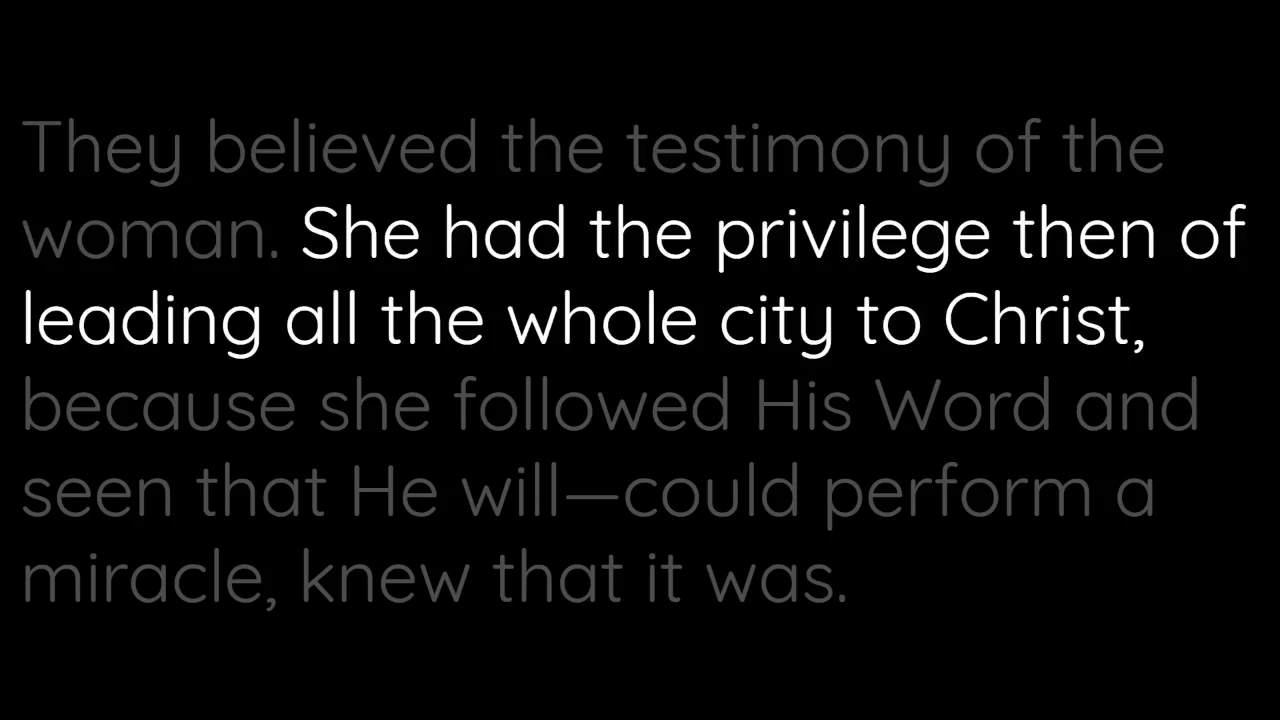 They believed the testimony of the
woman. She had the privilege then of
leading all the whole city to Christ,
because she followed His Word and
seen that He will—could perform a
miracle, knew that it was.